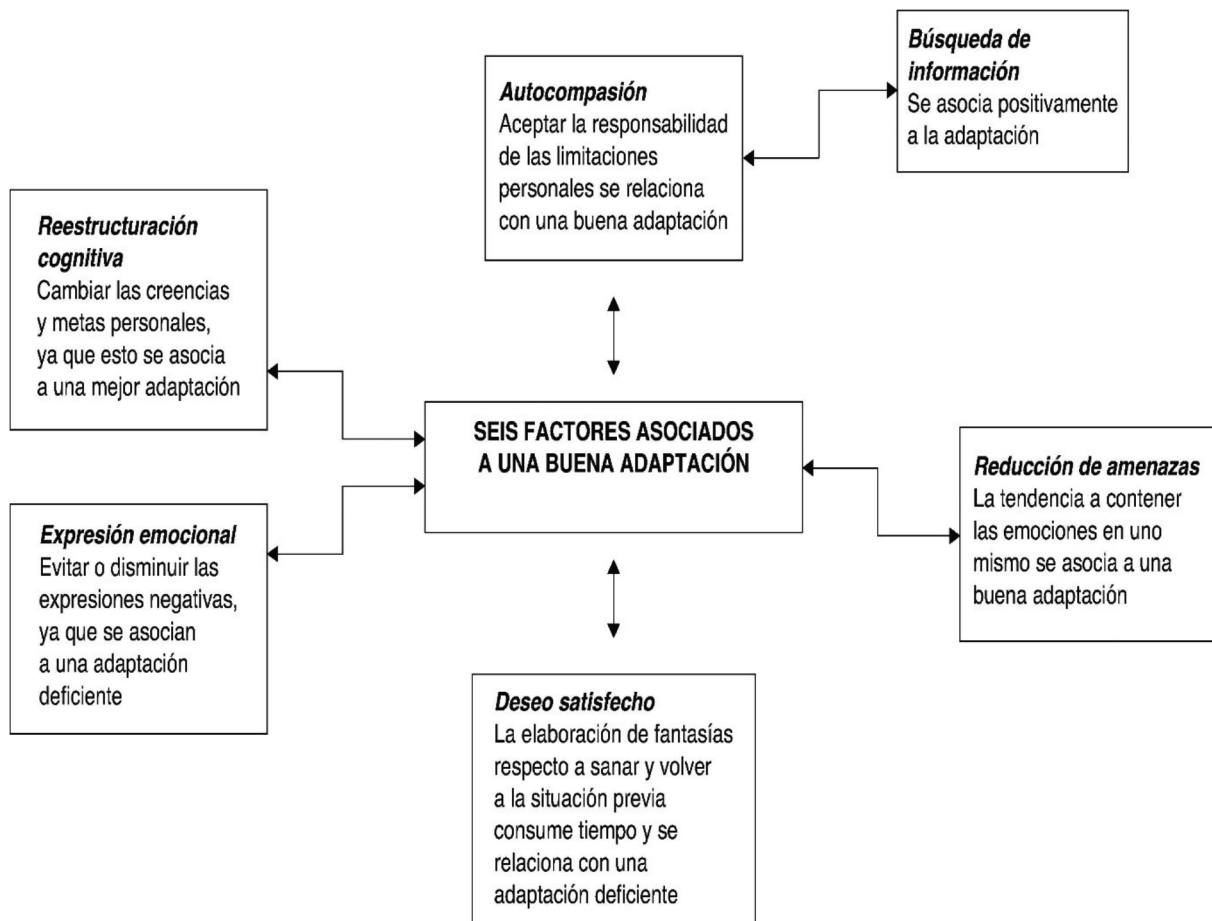 Búsqueda de
información
Se asocia positivamente
a la adaptación
Autocompasión
Aceptar la responsabilidad
de las limitaciones
personales se relaciona
con una buena adaptación
Reestructuración
cognitiva
Cambiar las creencias
y metas personales,
ya que esto se asocia
a una mejor adaptación
SEIS FACTORES ASOCIADOS
A UNA BUENA ADAPTACIÓN
Reducción de amenazas
La tendencia a contener
las emociones en uno
mismo se asocia a una
buena adaptación
Expresión emocional
Evitar o disminuir las
expresiones negativas,
ya que se asocian
a una adaptación
deficiente
Deseo satisfecho
La elaboración de fantasías
respecto a sanar y volver
a la situación previa
consume tiempo y se
relaciona con una
adaptación deficiente